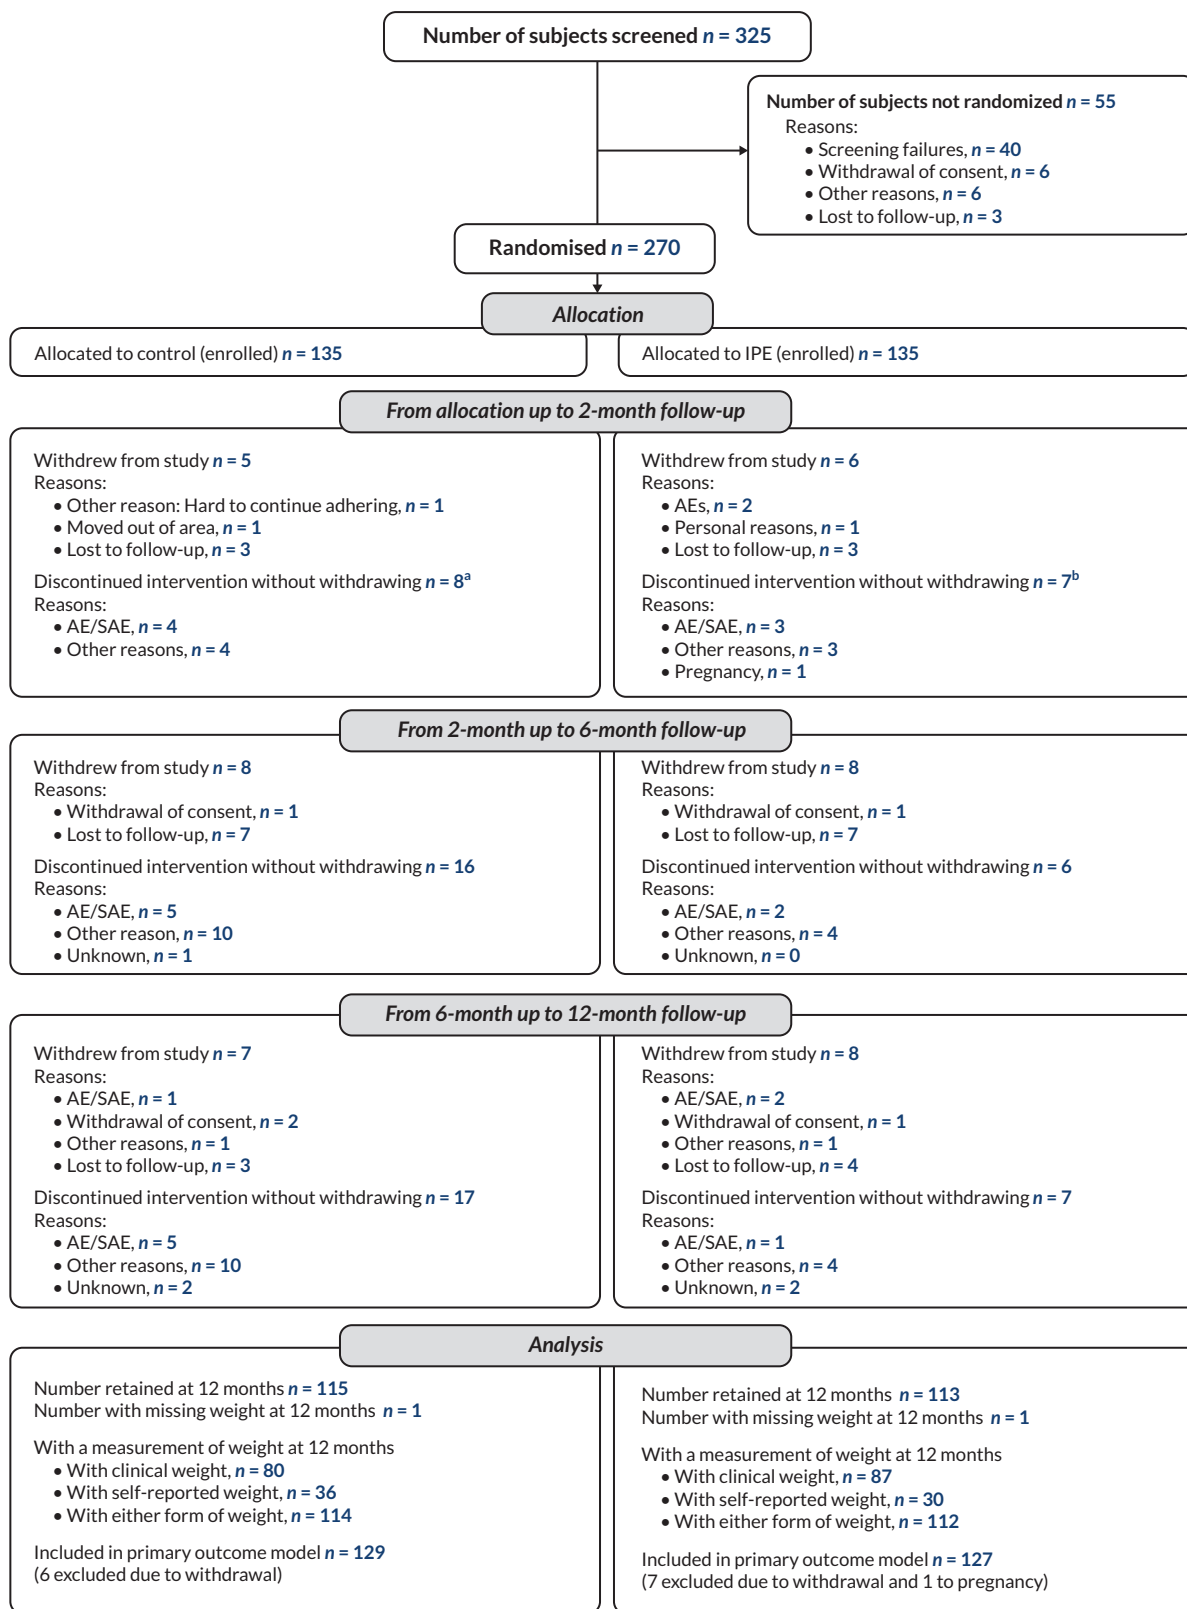 Number of subjects screened n = 325
Number of subjects not randomized n = 55
Reasons:
• Screening failures, n = 40
• Withdrawal of consent, n = 6
• Other reasons, n = 6
• Lost to follow-up, n = 3
Randomised n = 270
Allocation
Allocated to control (enrolled) n = 135
Allocated to IPE (enrolled) n = 135
From allocation up to 2-month follow-up
Withdrew from study n = 5
Reasons:
• Other reason: Hard to continue adhering, n = 1
• Moved out of area, n = 1
• Lost to follow-up, n = 3
Discontinued intervention without withdrawing n = 8ᵃ
Reasons:
• AE/SAE, n = 4
• Other reasons, n = 4
Withdrew from study n = 6
Reasons:
• AEs, n = 2
• Personal reasons, n = 1
• Lost to follow-up, n = 3
Discontinued intervention without withdrawing n = 7ᵇ
Reasons:
• AE/SAE, n = 3
• Other reasons, n = 3
• Pregnancy, n = 1
From 2-month up to 6-month follow-up
Withdrew from study n = 8
Reasons:
• Withdrawal of consent, n = 1
• Lost to follow-up, n = 7
Discontinued intervention without withdrawing n = 16
Reasons:
• AE/SAE, n = 5
• Other reason, n = 10
• Unknown, n = 1
Withdrew from study n = 8
Reasons:
• Withdrawal of consent, n = 1
• Lost to follow-up, n = 7
Discontinued intervention without withdrawing n = 6
Reasons:
• AE/SAE, n = 2
• Other reasons, n = 4
• Unknown, n = 0
From 6-month up to 12-month follow-up
Withdrew from study n = 7
Reasons:
• AE/SAE, n = 1
• Withdrawal of consent, n = 2
• Other reasons, n = 1
• Lost to follow-up, n = 3
Discontinued intervention without withdrawing n = 17
Reasons:
• AE/SAE, n = 5
• Other reasons, n = 10
• Unknown, n = 2
Withdrew from study n = 8
Reasons:
• AE/SAE, n = 2
• Withdrawal of consent, n = 1
• Other reasons, n = 1
• Lost to follow-up, n = 4
Discontinued intervention without withdrawing n = 7
Reasons:
• AE/SAE, n = 1
• Other reasons, n = 4
• Unknown, n = 2
Analysis
Number retained at 12 months n = 115
Number with missing weight at 12 months n = 1
With a measurement of weight at 12 months
• With clinical weight, n = 80
• With self-reported weight, n = 36
• With either form of weight, n = 114
Included in primary outcome model n = 129
(6 excluded due to withdrawal)
Number retained at 12 months n = 113
Number with missing weight at 12 months n = 1
With a measurement of weight at 12 months
• With clinical weight, n = 87
• With self-reported weight, n = 30
• With either form of weight, n = 112
Included in primary outcome model n = 127
(7 excluded due to withdrawal and 1 to pregnancy)